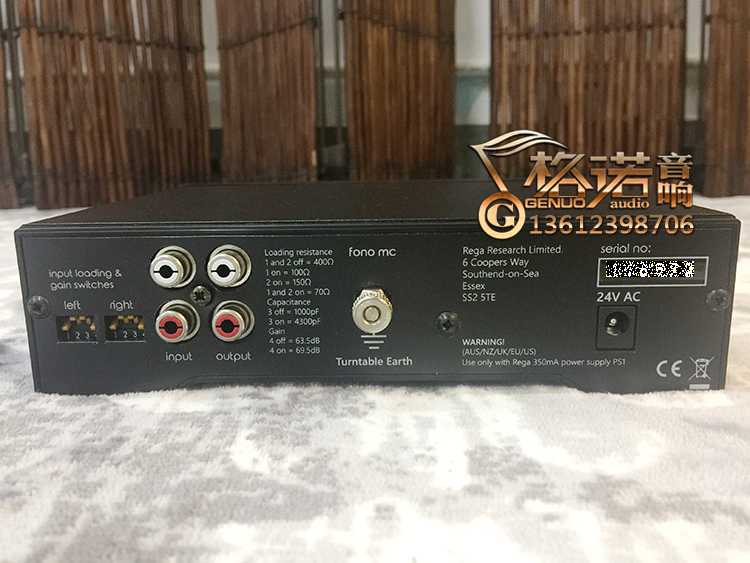 格诺音响
GENUO audio
G
13612398706
input loading &
gain switches
left right
1 2 3
1 2 3
input output
Loading resistance
1 and 2 off = 400Ω
1 on = 100Ω
2 on = 150Ω
1 and 2 on = 70Ω
Capacitance
3 off = 1000pF
3 on = 4300pF
Gain
4 off = 63.5dB
4 on = 69.5dB
fono mc
Turntable Earth
Rega Research Limited.
6 Coopers Way
Southend-on-Sea
Essex
SS2 5TE
WARNING!
(AUS/NZ/UK/EU/US)
Use only with Rega 350mA power supply PS1
serial no:
24V AC
CE